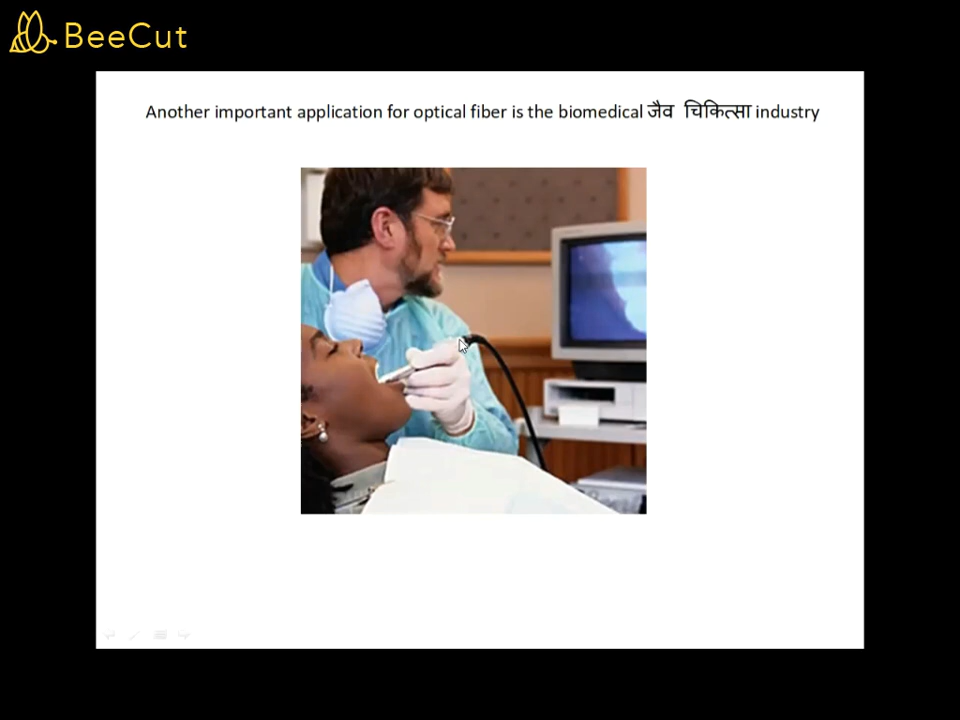 BeeCut
Another important application for optical fiber is the biomedical जैव चिकित्सा industry